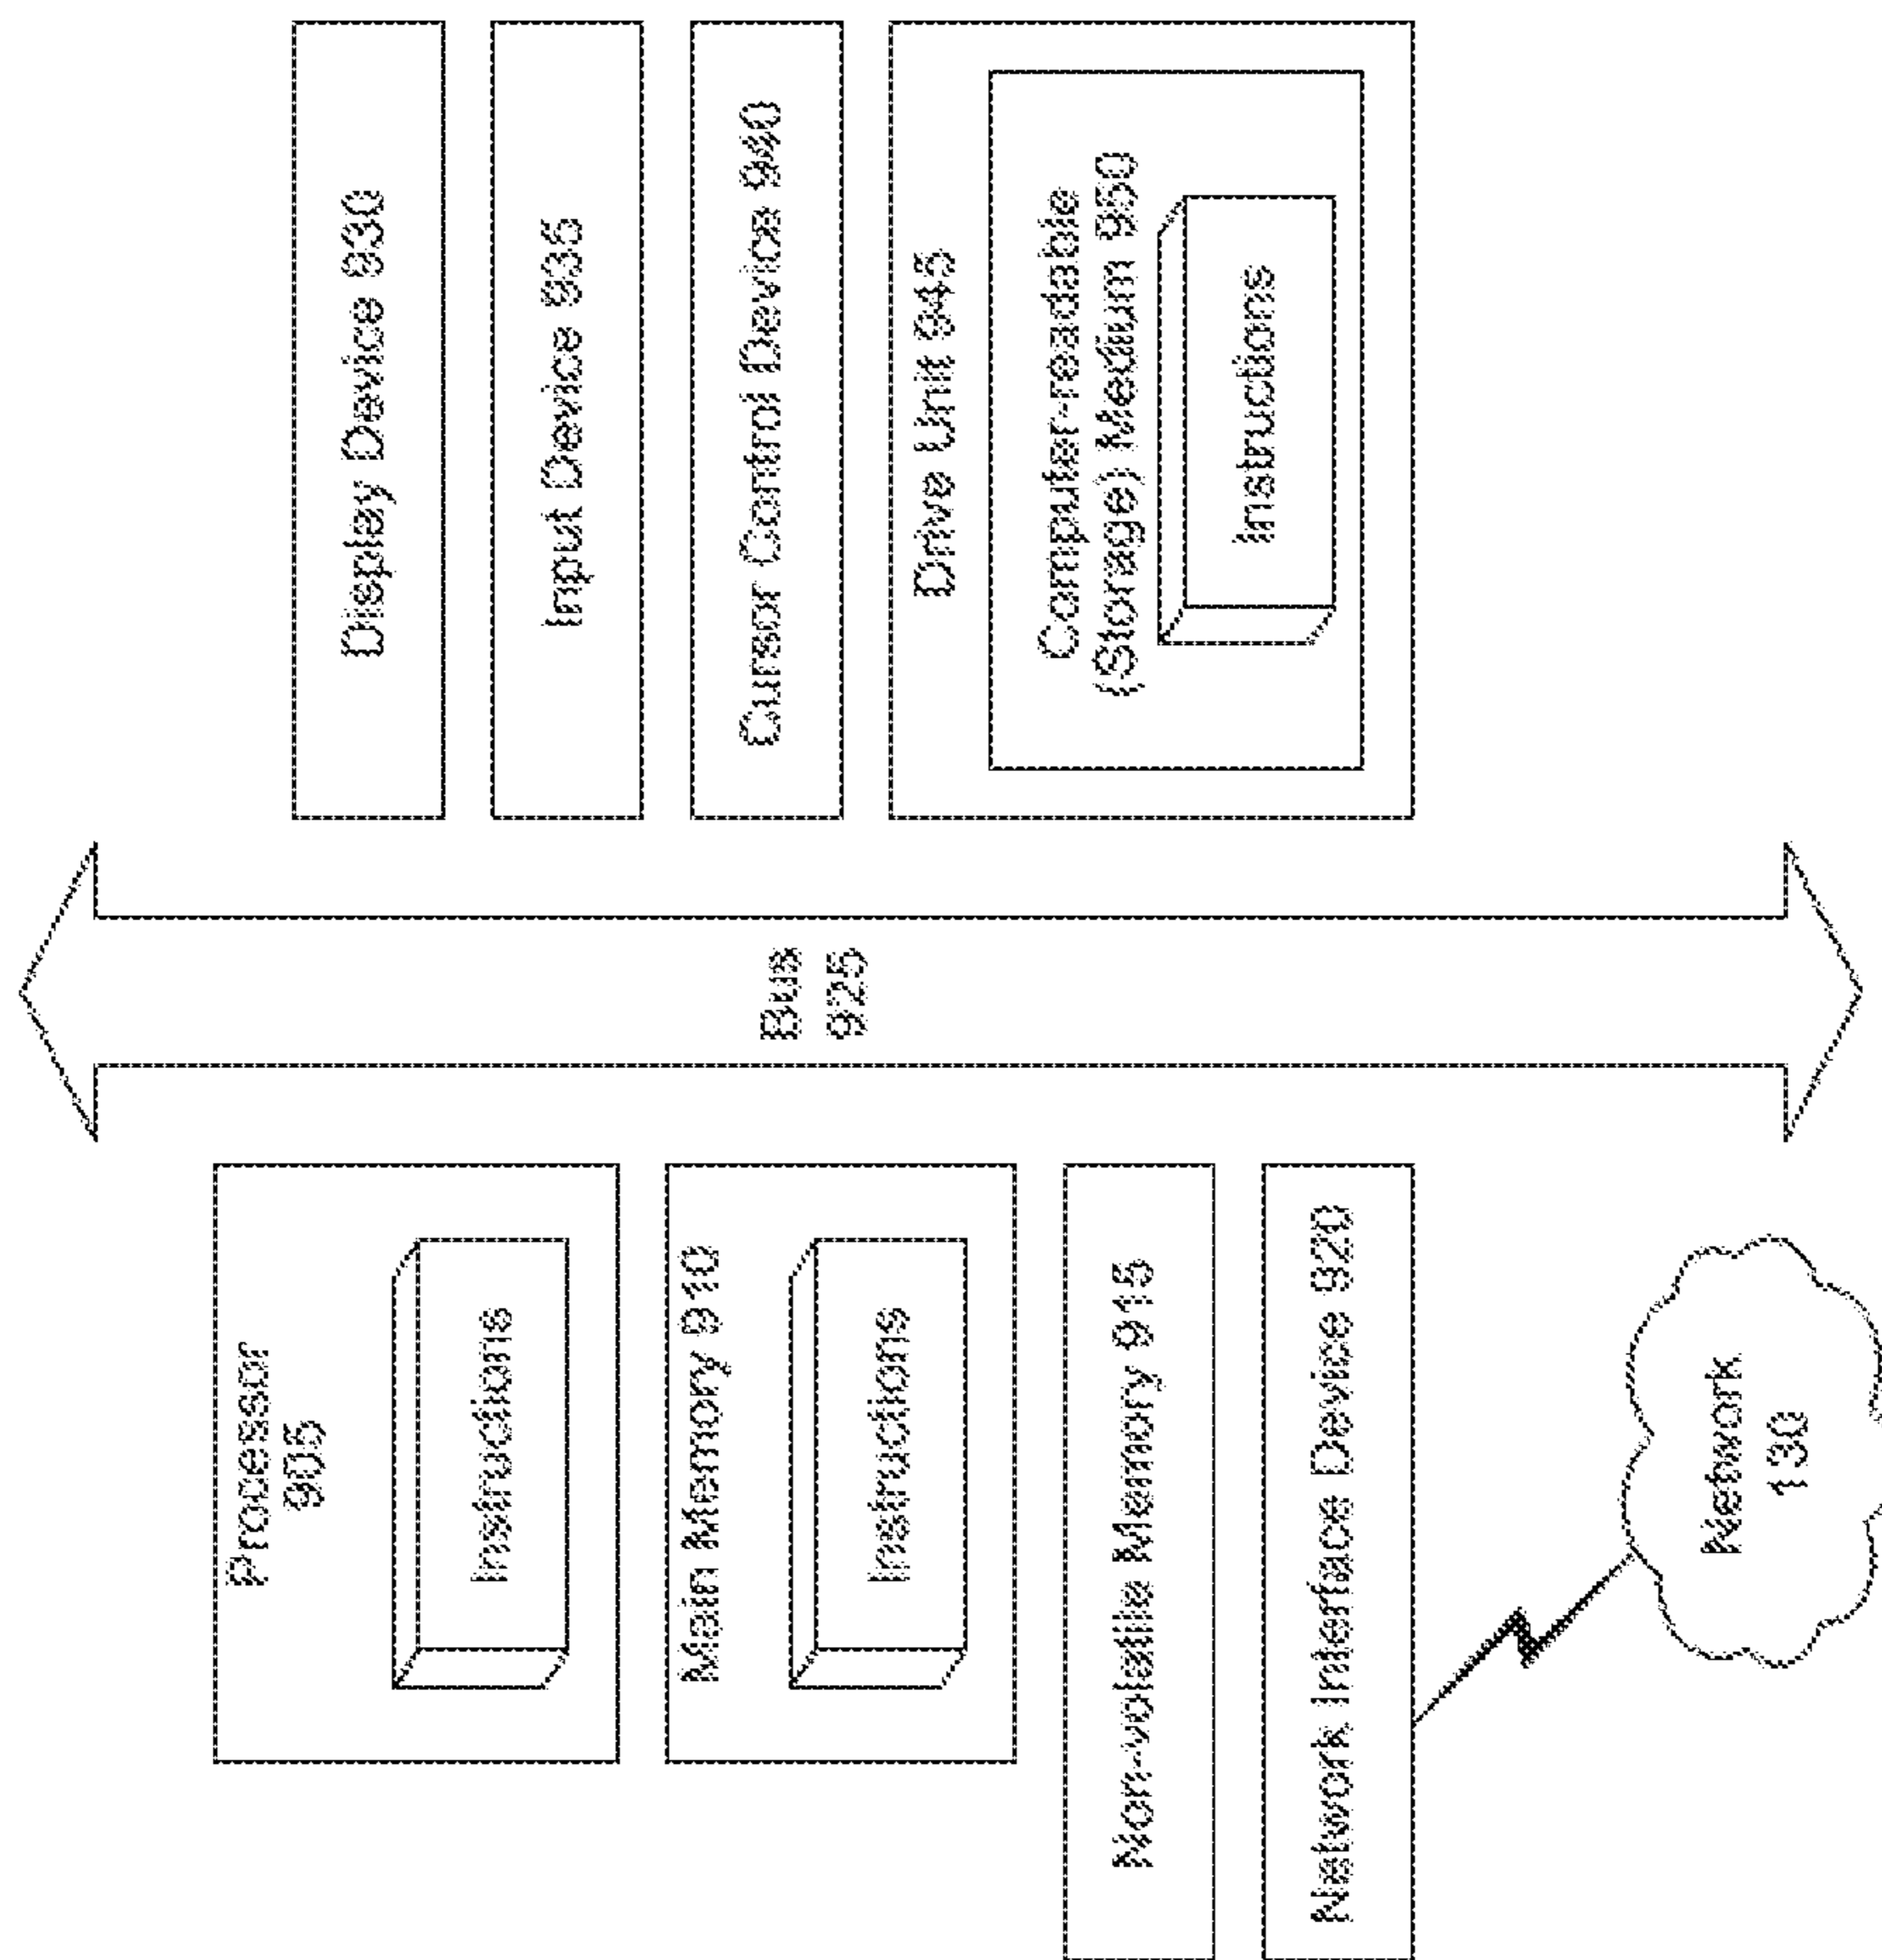 Processor
905
Instructions
Main Memory 910
Instructions
Non-volatile Memory 915
Network Interface Device 920
Network
130
Bus
925
Display Device 930
Input Device 935
Cursor Control Device 940
Drive Unit 945
Computer-readable
(Storage) Medium 950
Instructions